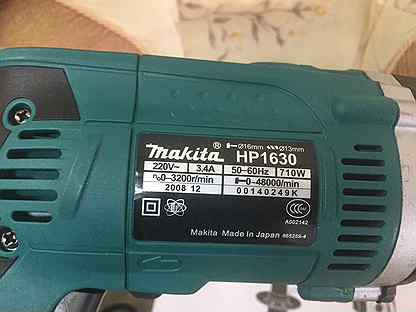 makita® Ø16mm Ø13mm
HP1630
220V~ 3.4A 50-60Hz 710W
0-3200r/min 0-48000/min
2008 12 00140249K
A002142
Makita Made in Japan